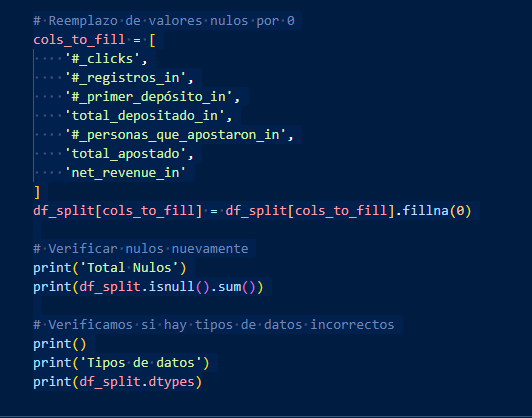 # Reemplazo de valores nulos por 0
cols_to_fill = [
    '#_clicks',
    '#_registros_in',
    '#_primer_depósito_in',
    'total_depositado_in',
    '#_personas_que_apostaron_in',
    'total_apostado',
    'net_revenue_in'
]
df_split[cols_to_fill] = df_split[cols_to_fill].fillna(0)

# Verificar nulos nuevamente
print('Total Nulos')
print(df_split.isnull().sum())

# Verificamos si hay tipos de datos incorrectos
print()
print('Tipos de datos')
print(df_split.dtypes)